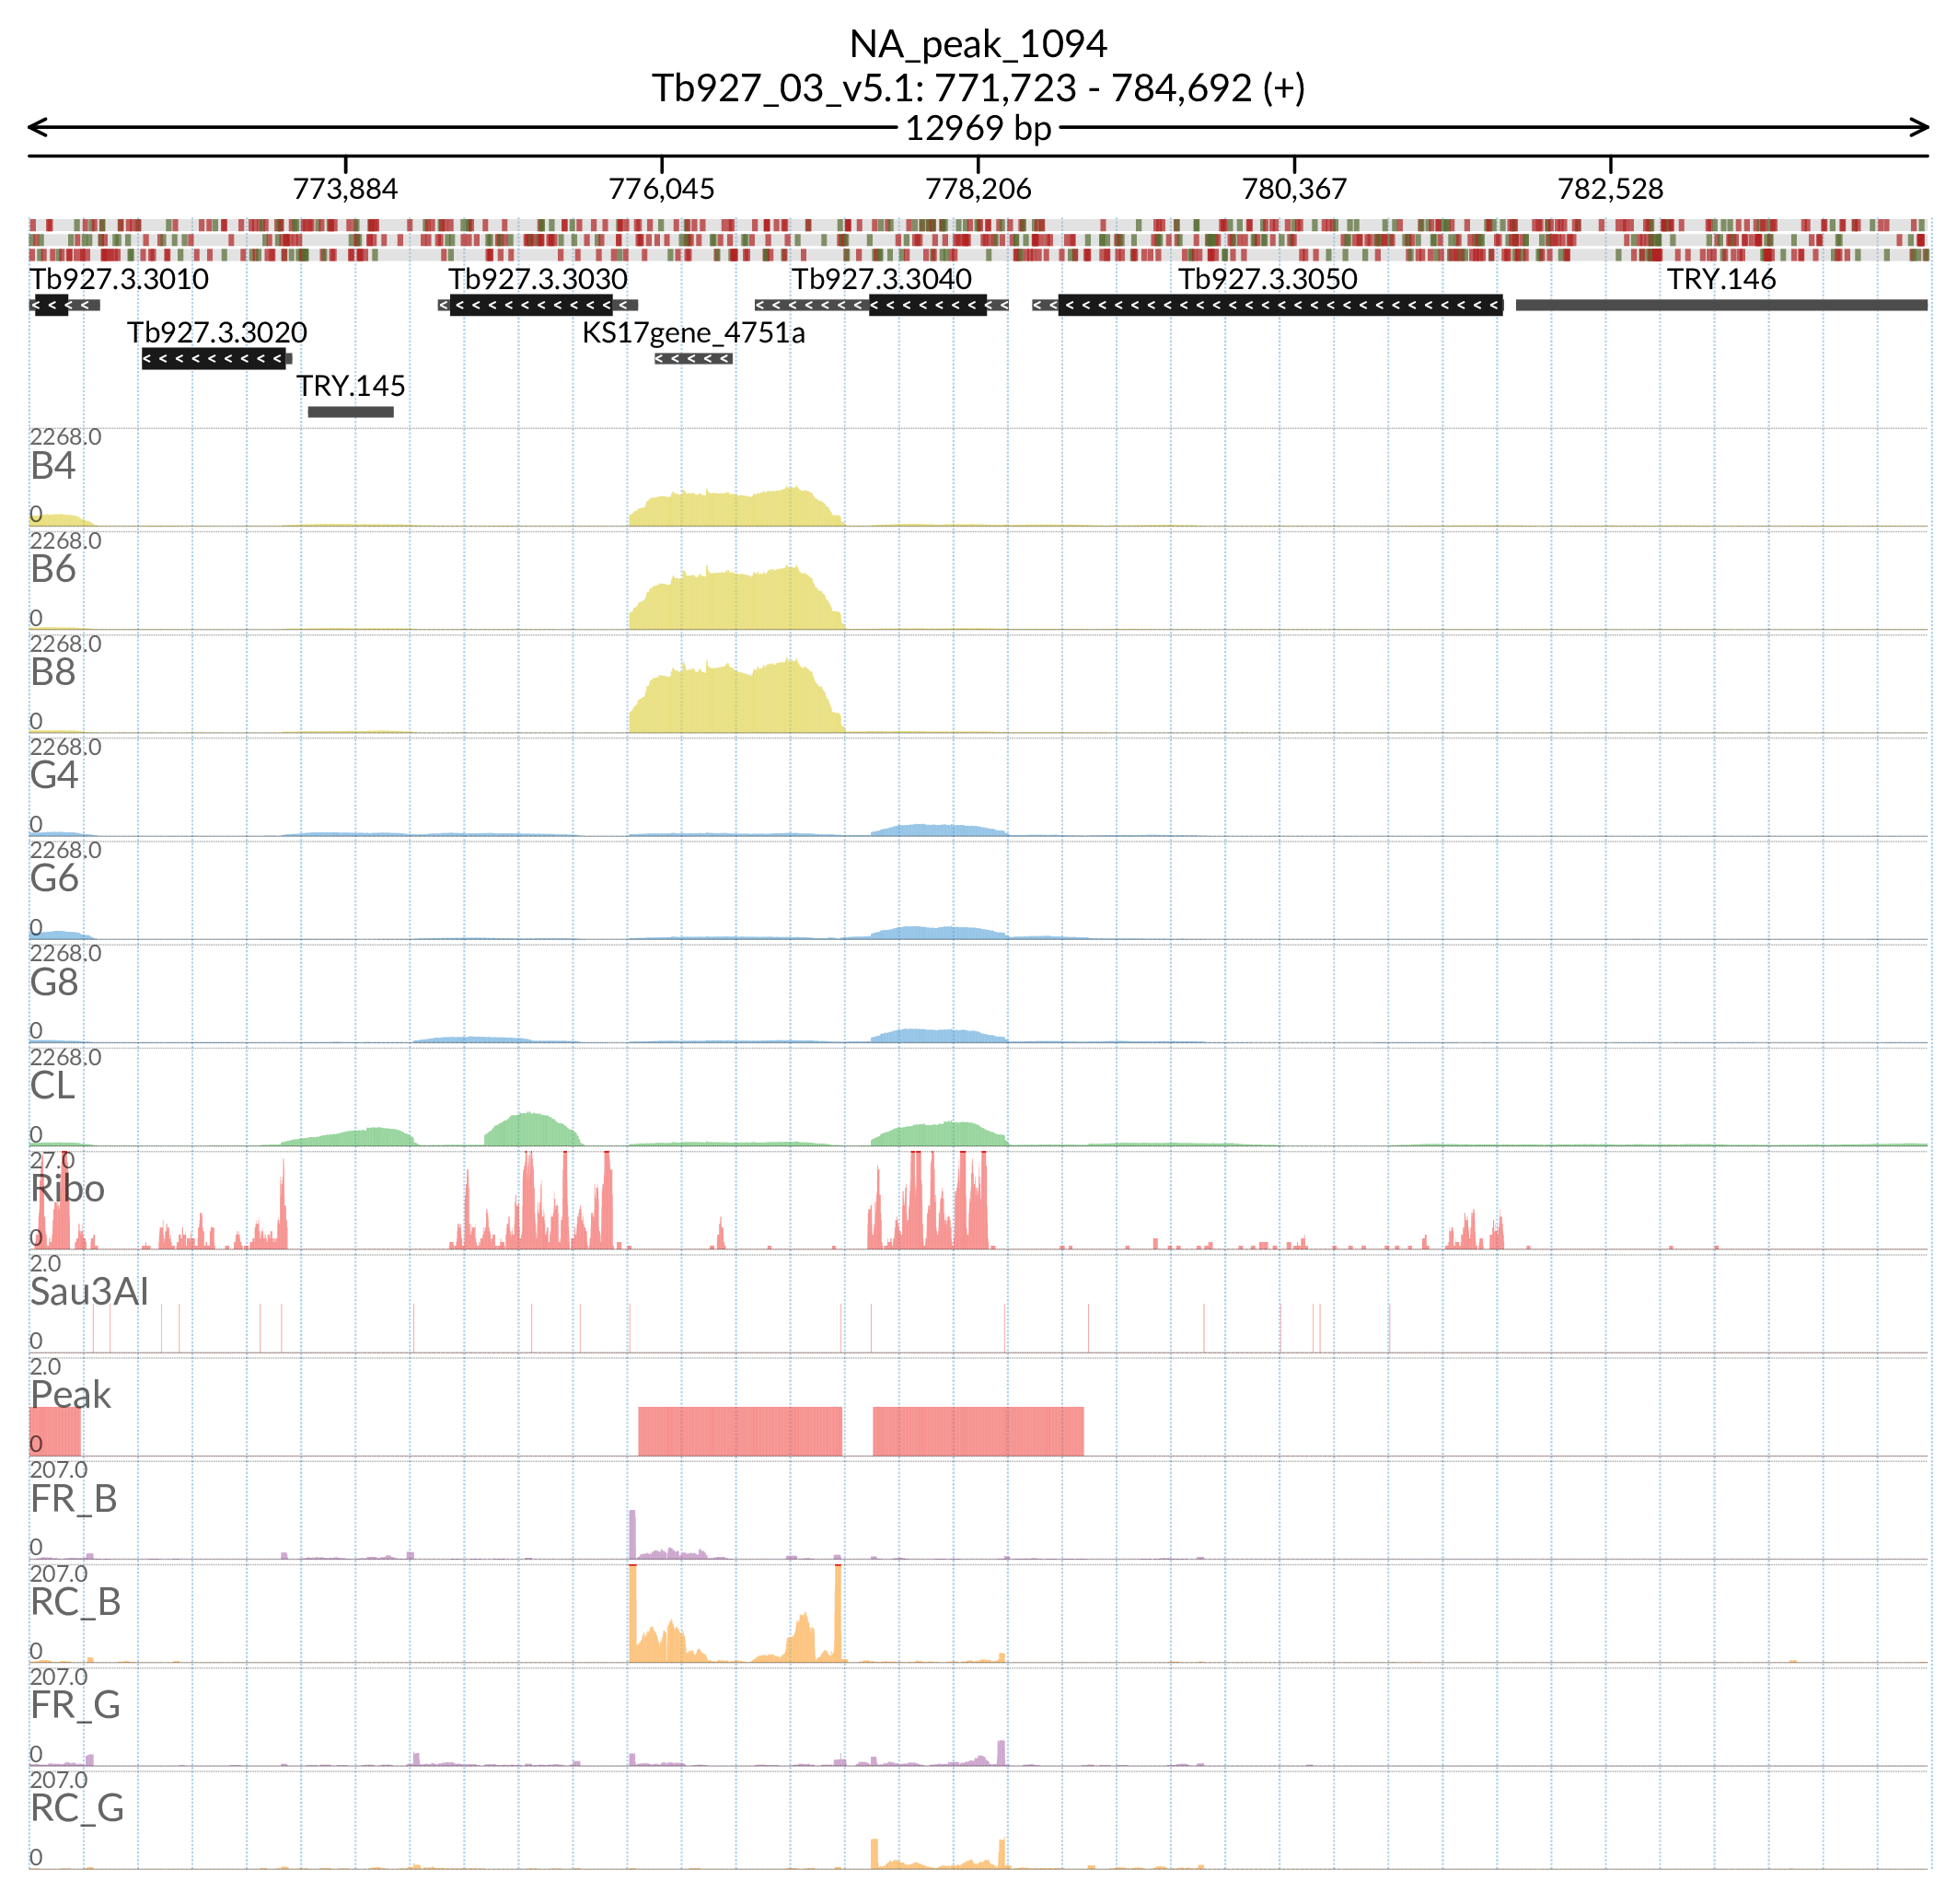 NA_peak_1094
Tb927_03_v5.1: 771,723 - 784,692 (+)
12969 bp
773,884 776,045 778,206 780,367 782,528
Tb927.3.3010 Tb927.3.3030 Tb927.3.3040 Tb927.3.3050 TRY.146
Tb927.3.3020 KS17gene_4751a
TRY.145
2268.0
B4
0
2268.0
B6
0
2268.0
B8
0
2268.0
G4
0
2268.0
G6
0
2268.0
G8
0
2268.0
CL
0
27.0
Ribo
0
2.0
Sau3AI
0
2.0
Peak
0
207.0
FR_B
0
207.0
RC_B
0
207.0
FR_G
0
207.0
RC_G
0